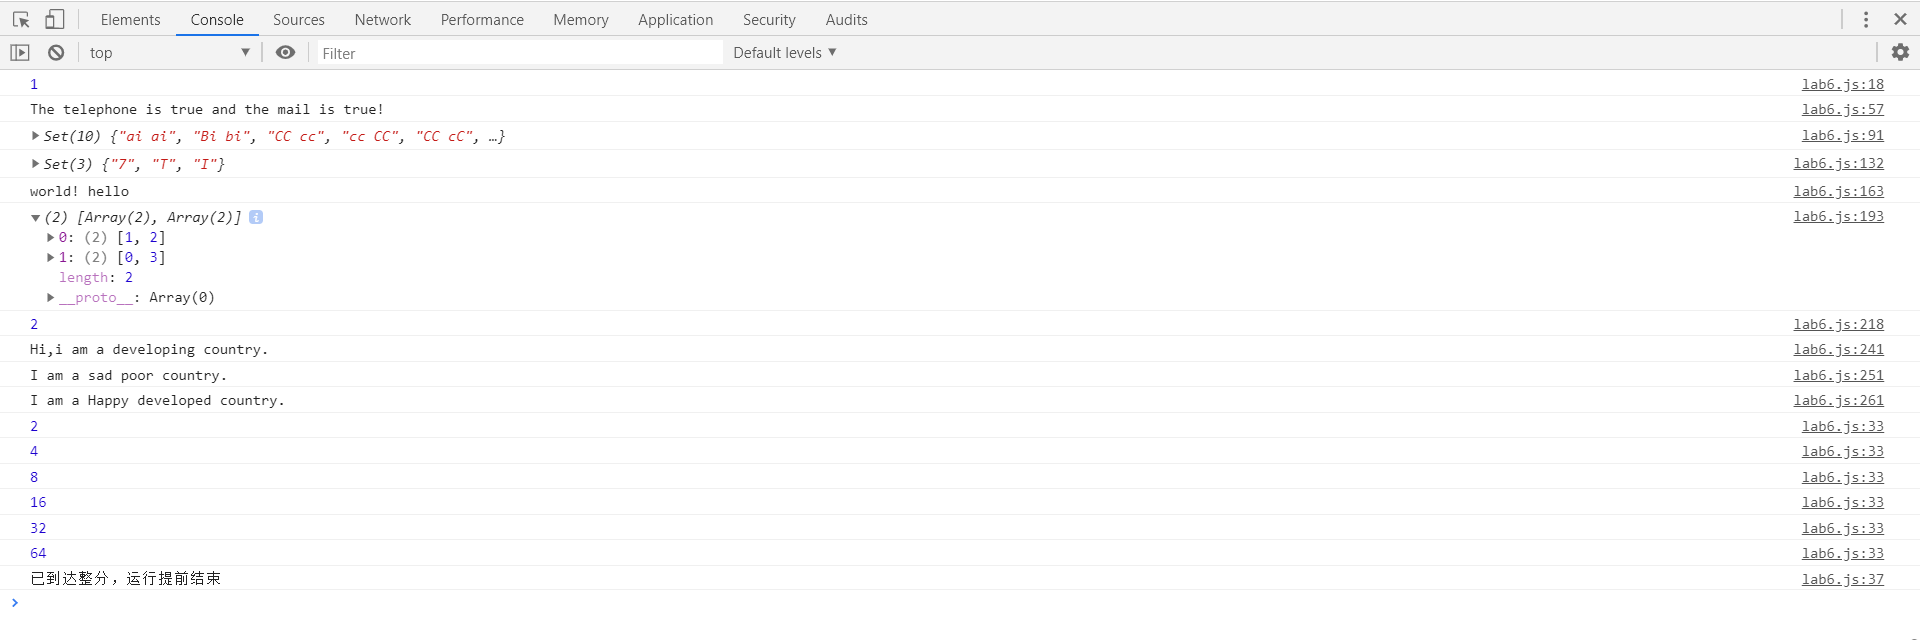 Elements Console Sources Network Performance Memory Application Security Audits
top Filter Default levels
1 lab6.js:18
The telephone is true and the mail is true! lab6.js:57
Set(10) {"ai ai", "Bi bi", "CC cc", "cc CC", "CC cC", …} lab6.js:91
Set(3) {"7", "T", "I"} lab6.js:132
world! hello lab6.js:163
(2) [Array(2), Array(2)] i lab6.js:193
0: (2) [1, 2]
1: (2) [0, 3]
length: 2
__proto__: Array(0)
2 lab6.js:218
Hi,i am a developing country. lab6.js:241
I am a sad poor country. lab6.js:251
I am a Happy developed country. lab6.js:261
2 lab6.js:33
4 lab6.js:33
8 lab6.js:33
16 lab6.js:33
32 lab6.js:33
64 lab6.js:33
已到达整分，运行提前结束 lab6.js:37